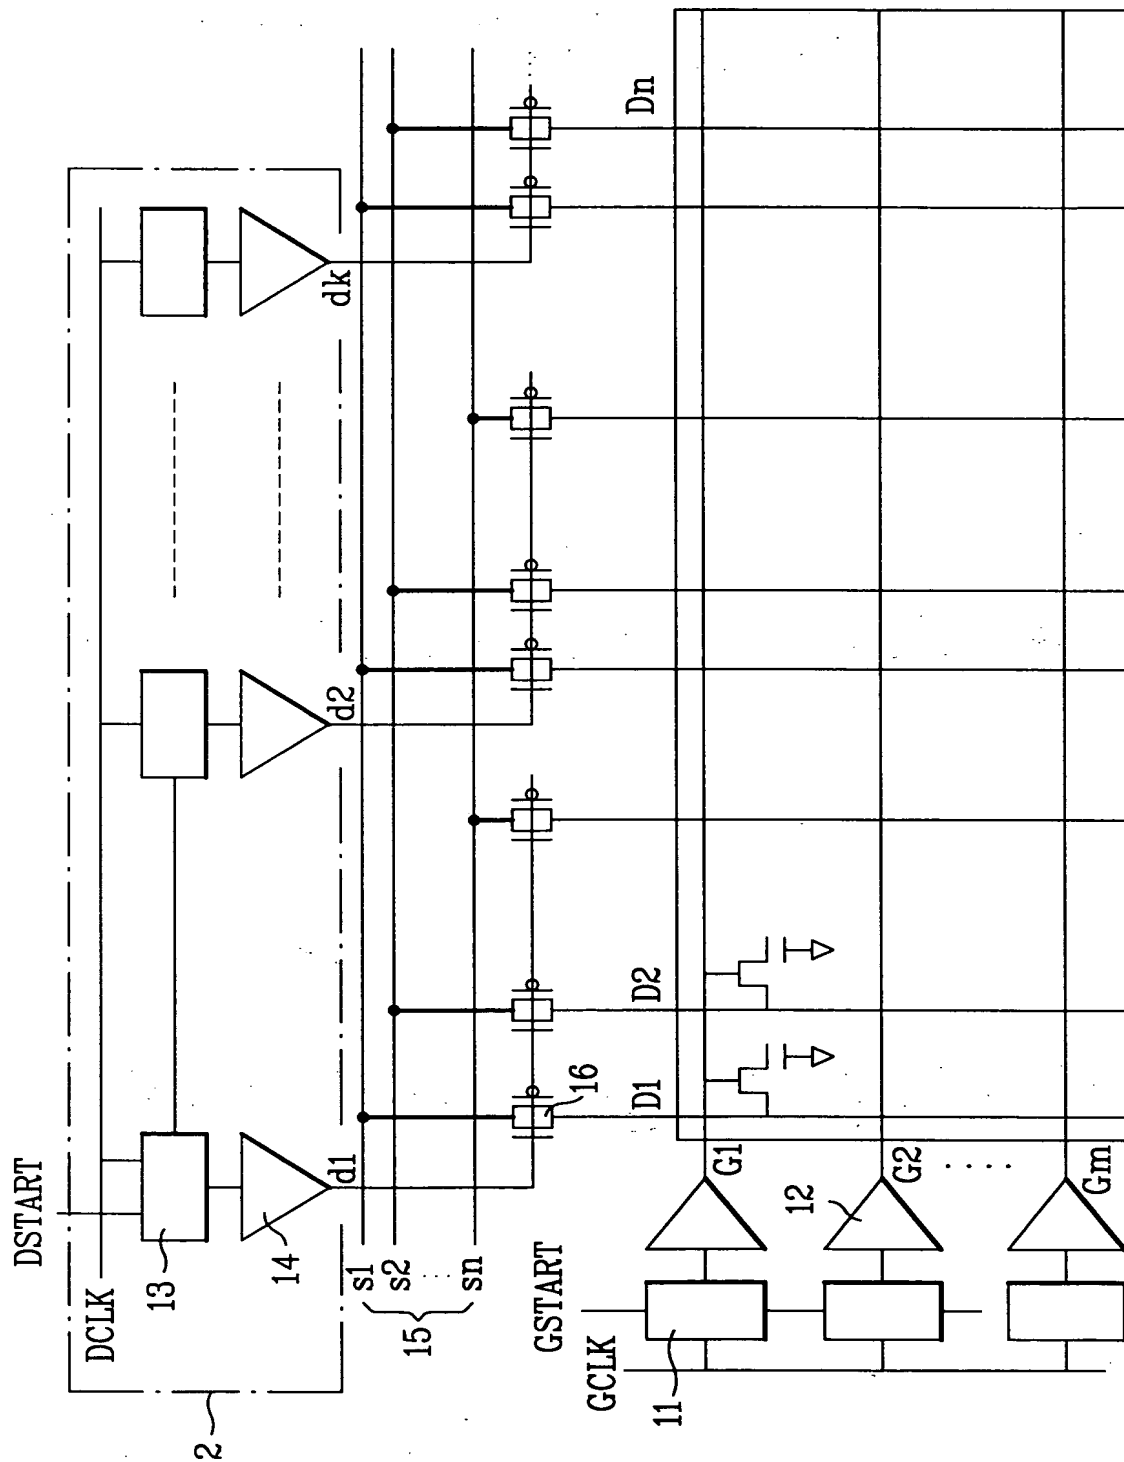 DSTART
DCLK
13
14
2
d1
d2
dk
s1
s2
sn
15
16
D1
D2
Dn
GSTART
GCLK
11
12
G1
G2
Gm